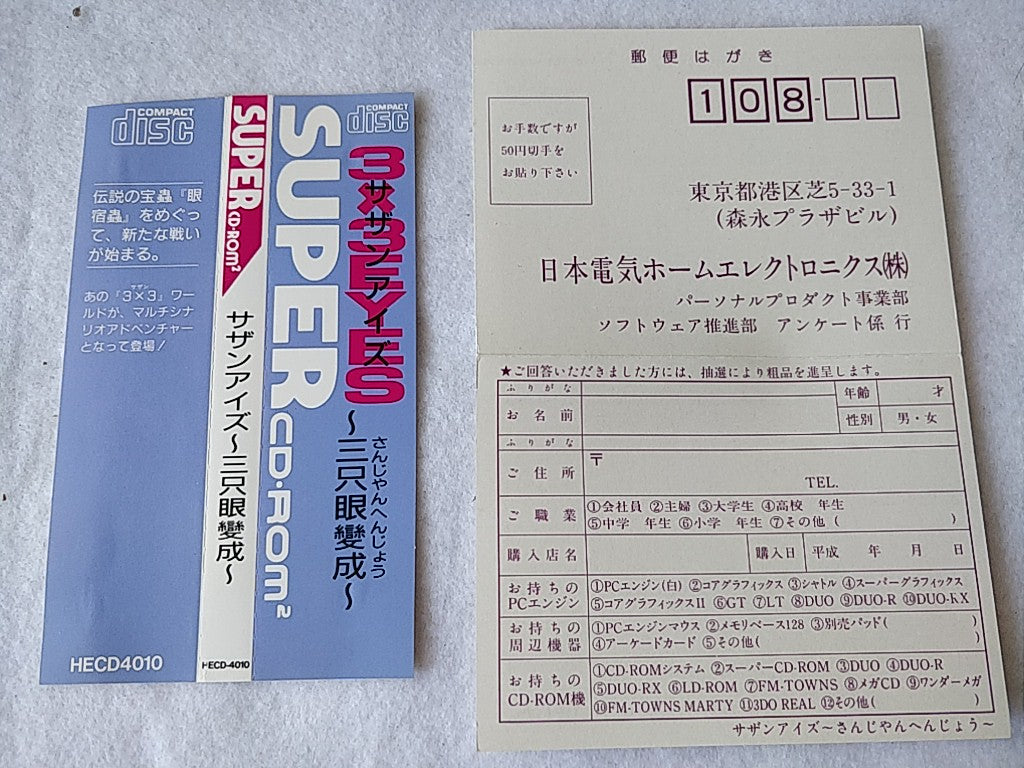 COMPACT
disc
伝説の宝蟲『眼
宿蟲』をめぐっ
て、新たな戦い
が始まる。
サザン
あの『3×3』ワー
ルドが、マルチシナ
リオアドベンチャー
となって登場!
HECD4010
SUPER CD-ROM²
サザンアイズ〜三只眼變成〜
HECD-4010
SUPER CD-ROM²
COMPACT
disc
3×3EYES
サザンアイズ
〜三只眼變成〜
さんじゃんへんじょう
郵便はがき
108-
お手数ですが
50円切手を
お貼り下さい
東京都港区芝5-33-1
(森永プラザビル)
日本電気ホームエレクトロニクス㈱
パーソナルプロダクト事業部
ソフトウェア推進部 アンケート係 行
★ご回答いただきました方には、抽選により粗品を進呈します。
ふりがな
お名前
年齢 才
性別 男・女
ふりがな
ご住所
〒
TEL.
ご職業
①会社員 ②主婦 ③大学生 ④高校 年生
⑤中学 年生 ⑥小学 年生 ⑦その他( )
購入店名
購入日 平成 年 月 日
お持ちの
PCエンジン
①PCエンジン(白) ②コアグラフィックス ③シャトル ④スーパーグラフィックス
⑤コアグラフィックスII ⑥GT ⑦LT ⑧DUO ⑨DUO-R ⑩DUO-RX
お持ちの
周辺機器
①PCエンジンマウス ②メモリベース128 ③別売パッド( )
④アーケードカード ⑤その他( )
お持ちの
CD-ROM機
①CD-ROMシステム ②スーパーCD-ROM ③DUO ④DUO-R
⑤DUO-RX ⑥LD-ROM ⑦FM-TOWNS ⑧メガCD ⑨ワンダーメガ
⑩FM-TOWNS MARTY ⑪3DO REAL ⑫その他( )
サザンアイズ〜さんじゃんへんじょう〜